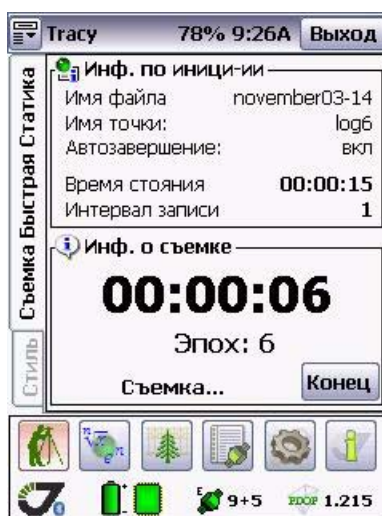 Tracy 78% 9:26A Выход
Съемка Быстрая Статика
Стиль
Инф. по иници-ии
Имя файла november03-14
Имя точки: log6
Автозавершение: вкл
Время стояния 00:00:15
Интервал записи 1
Инф. о съемке
00:00:06
Эпох: 6
Съемка... Конец
0 E 9+5 PDOP 1.215